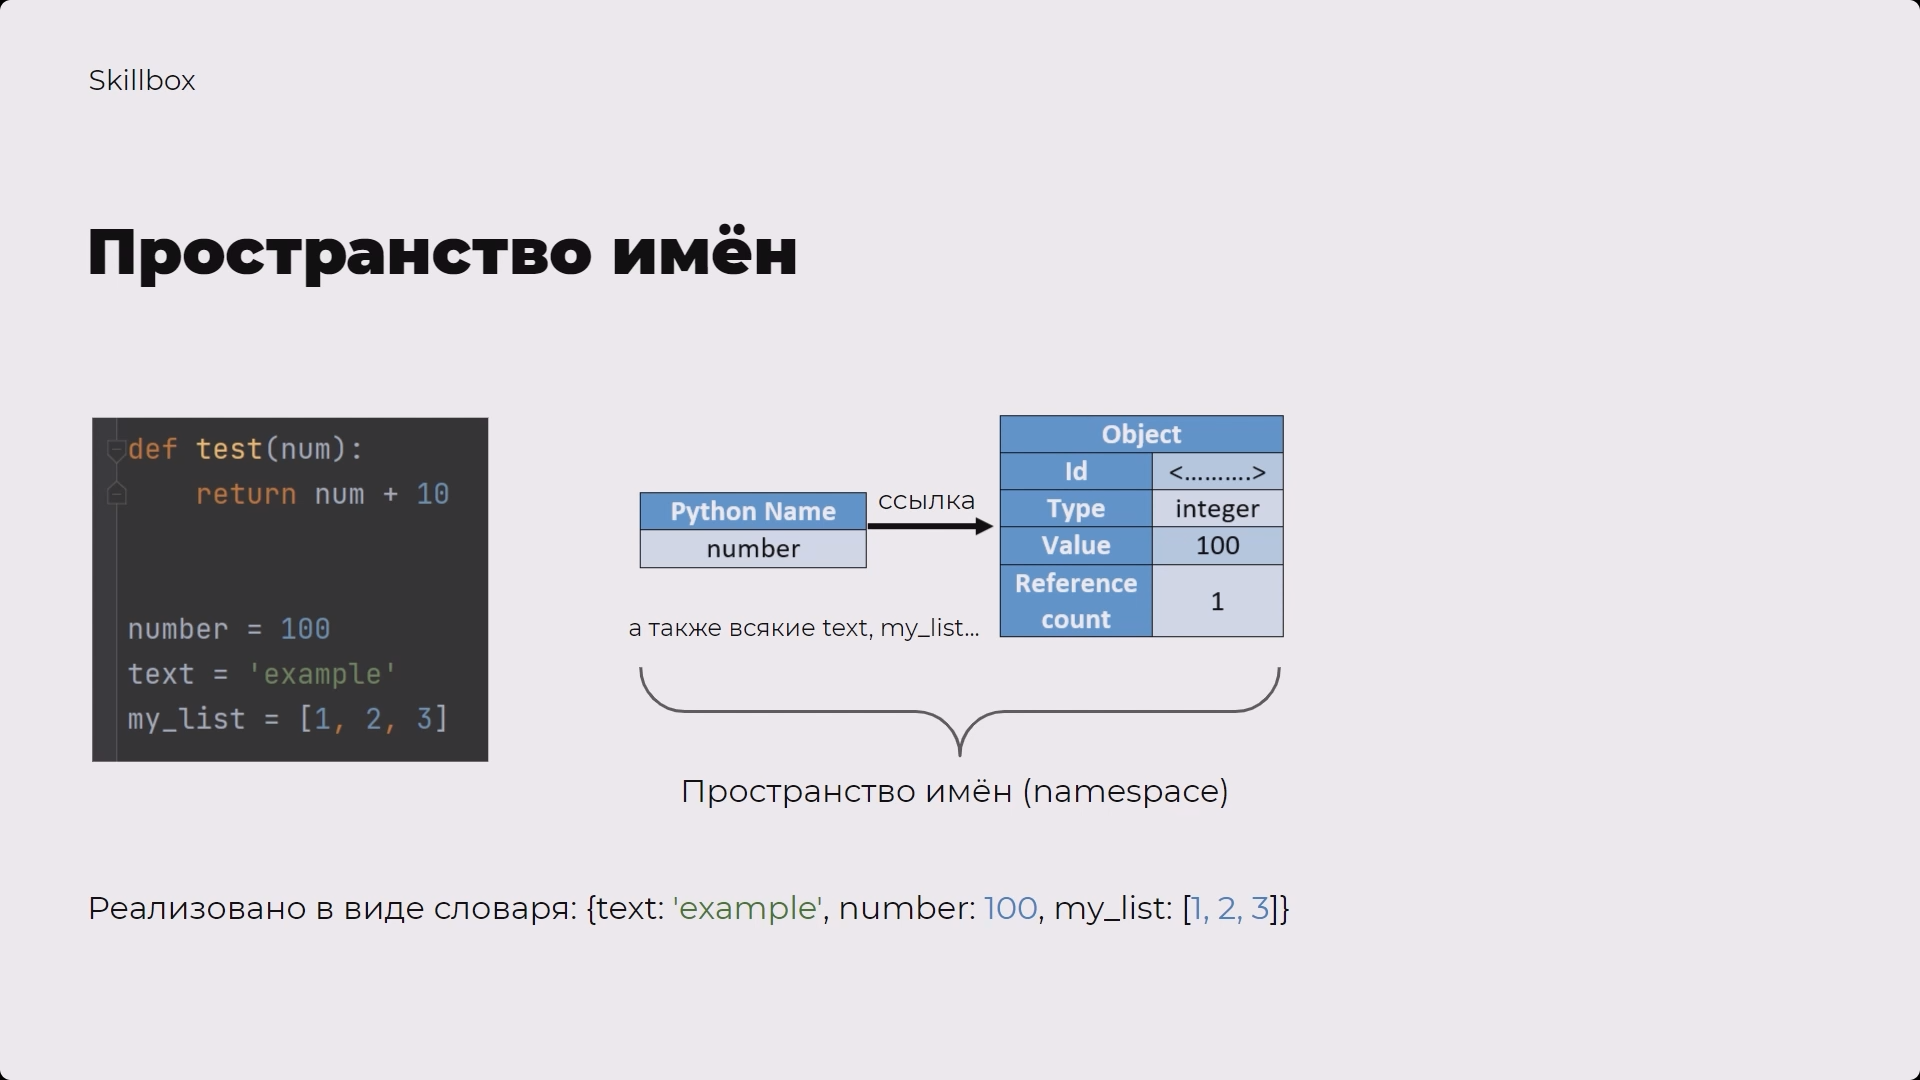 Skillbox
Пространство имён
def test(num):
    return num + 10
number = 100
text = 'example'
my_list = [1, 2, 3]
Python Name
number
ссылка
а также всякие text, my_list...
Object
Id <..........>
Type integer
Value 100
Reference count 1
Пространство имён (namespace)
Реализовано в виде словаря: {text: 'example', number: 100, my_list: [1, 2, 3]}